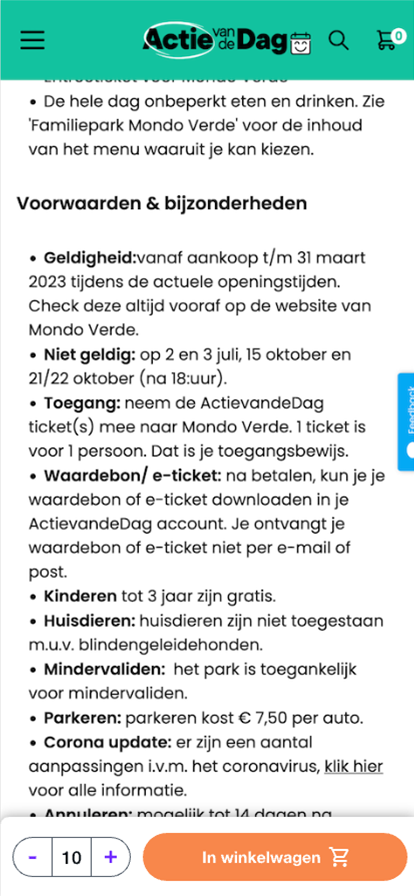 Actie van de Dag
0
Entreeticket voor Mondo Verde
• De hele dag onbeperkt eten en drinken. Zie
'Familiepark Mondo Verde' voor de inhoud
van het menu waaruit je kan kiezen.
Voorwaarden & bijzonderheden
• Geldigheid:vanaf aankoop t/m 31 maart
2023 tijdens de actuele openingstijden.
Check deze altijd vooraf op de website van
Mondo Verde.
• Niet geldig: op 2 en 3 juli, 15 oktober en
21/22 oktober (na 18:uur).
• Toegang: neem de ActievandeDag
ticket(s) mee naar Mondo Verde. 1 ticket is
voor 1 persoon. Dat is je toegangsbewijs.
Feedback
• Waardebon/ e-ticket: na betalen, kun je je
waardebon of e-ticket downloaden in je
ActievandeDag account. Je ontvangt je
waardebon of e-ticket niet per e-mail of
post.
• Kinderen tot 3 jaar zijn gratis.
• Huisdieren: huisdieren zijn niet toegestaan
m.u.v. blindengeleidehonden.
• Mindervaliden: het park is toegankelijk
voor mindervaliden.
• Parkeren: parkeren kost € 7,50 per auto.
• Corona update: er zijn een aantal
aanpassingen i.v.m. het coronavirus, klik hier
voor alle informatie.
• Annuleren: mogelijk tot 14 dagen na
- 10 +
In winkelwagen